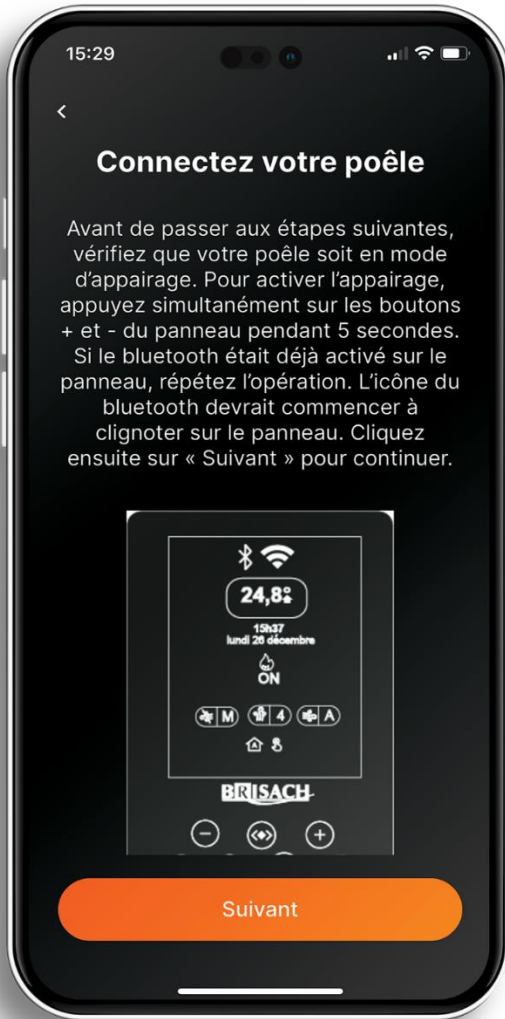 15:29
Connectez votre poêle
Avant de passer aux étapes suivantes,
vérifiez que votre poêle soit en mode
d’appairage. Pour activer l’appairage,
appuyez simultanément sur les boutons
+ et - du panneau pendant 5 secondes.
Si le bluetooth était déjà activé sur le
panneau, répétez l’opération. L’icône du
bluetooth devrait commencer à
clignoter sur le panneau. Cliquez
ensuite sur « Suivant » pour continuer.
24,8°
15h37
lundi 26 décembre
ON
M 4 A
BRISACH
Suivant